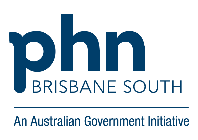 phn
BRISBANE SOUTH
An Australian Government Initiative